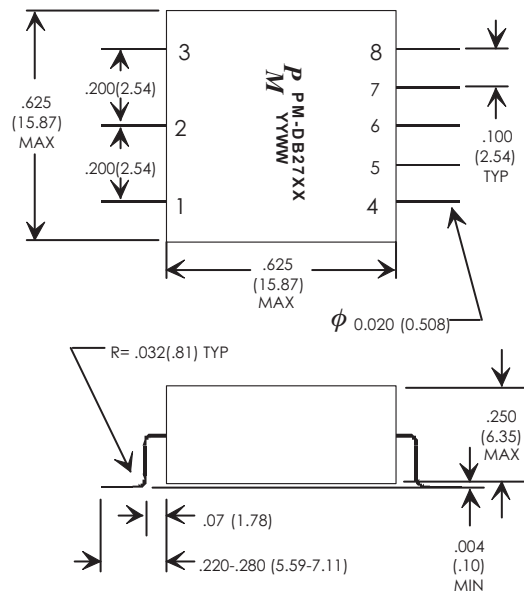 3
8
.200(2.54)
7
.625
(15.87)
MAX
2
6
.100
(2.54)
TYP
.200(2.54)
5
1
4
P
M
PM-DB27XX
YYWW
.625
(15.87)
MAX
ϕ 0.020 (0.508)
R= .032(.81) TYP
.250
(6.35)
MAX
.07 (1.78)
.220-.280 (5.59-7.11)
.004
(.10)
MIN